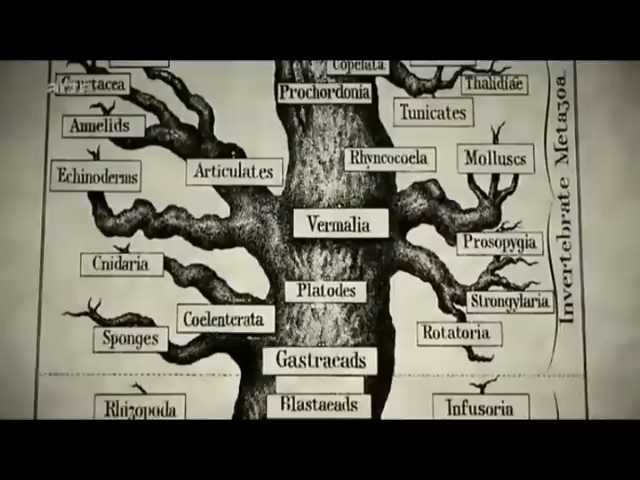 Copelata
Prochordonia
Thalidiae
Tunicates
Annelids
Rhyncocoela
Molluscs
Echinoderms
Articulates
Vermalia
Prosopygia
Cnidaria
Platodes
Strongylaria
Coelenterata
Sponges
Rotatoria
Gastraeads
Rhizopoda
Blastaeads
Infusoria
Invertebrate Metazoa